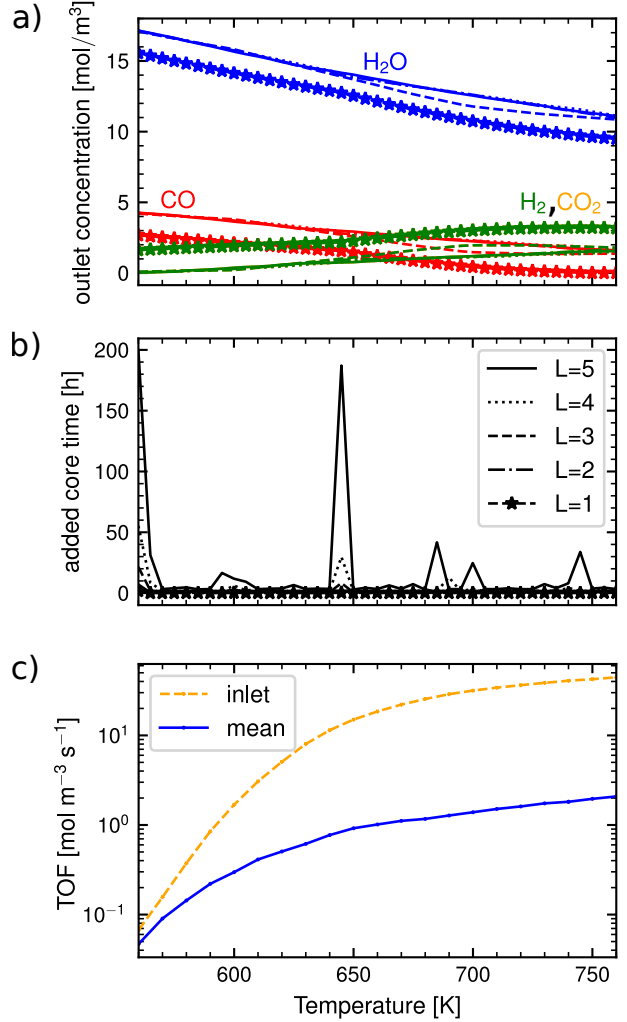 a)
outlet concentration [mol/m³]
15
10
5
0
H₂O
CO
H₂,CO₂
b)
added core time [h]
200
150
100
50
0
L=5
L=4
L=3
L=2
L=1
c)
TOF [mol m⁻³ s⁻¹]
10¹
10⁰
10⁻¹
inlet
mean
600 650 700 750
Temperature [K]